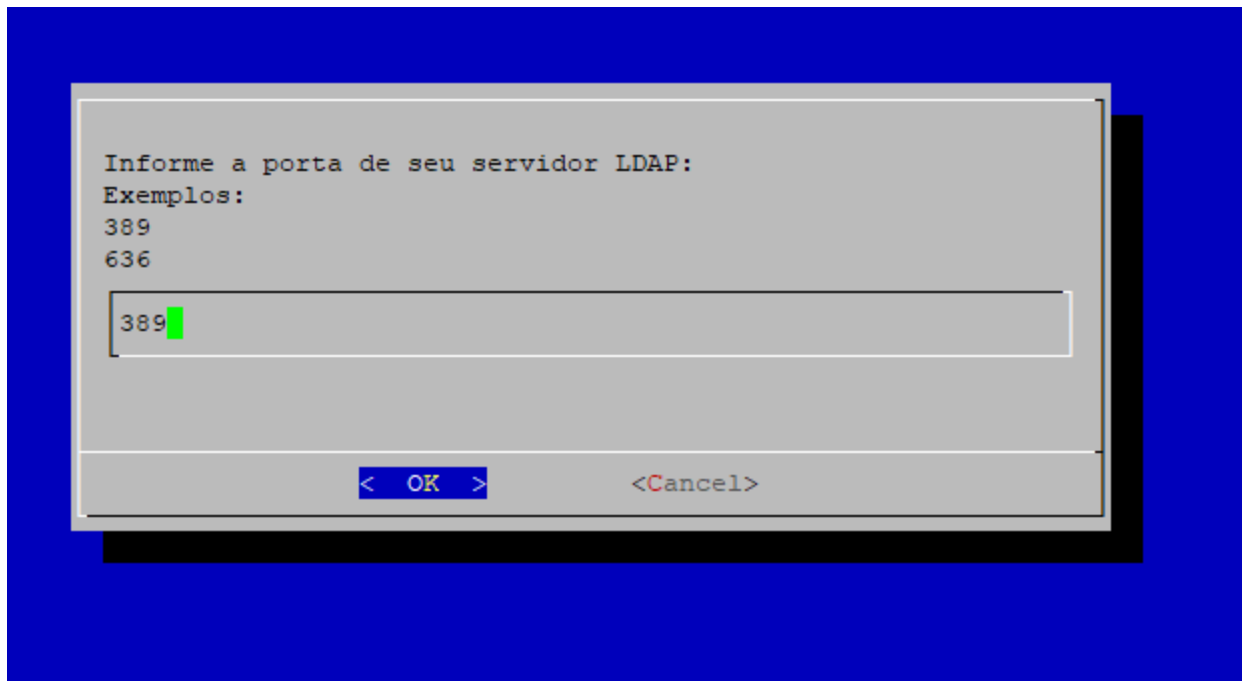 Informe a porta de seu servidor LDAP:
Exemplos:
389
636
389
<  OK  > <Cancel>